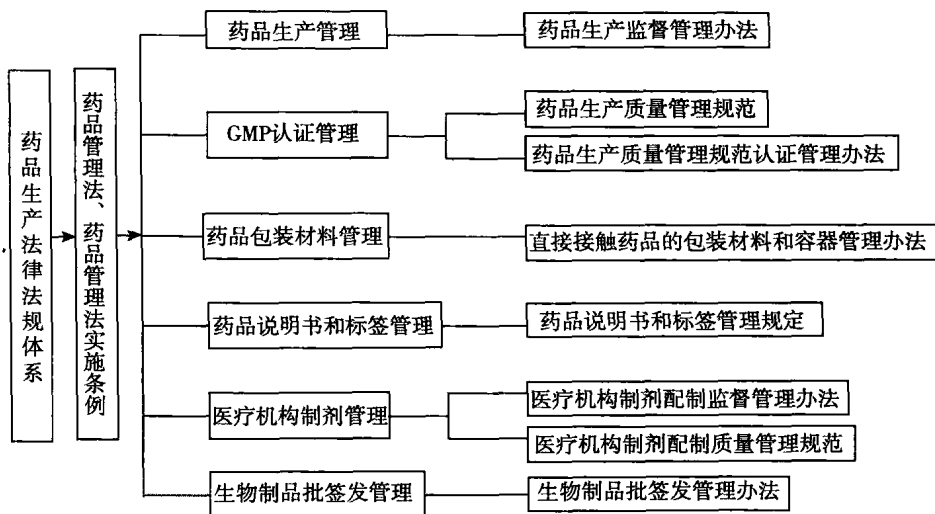 药品生产法律法规体系
药品管理法、药品管理法实施条例
药品生产管理
药品生产监督管理办法
GMP认证管理
药品生产质量管理规范
药品生产质量管理规范认证管理办法
药品包装材料管理
直接接触药品的包装材料和容器管理办法
药品说明书和标签管理
药品说明书和标签管理规定
医疗机构制剂管理
医疗机构制剂配制监督管理办法
医疗机构制剂配制质量管理规范
生物制品批签发管理
生物制品批签发管理办法